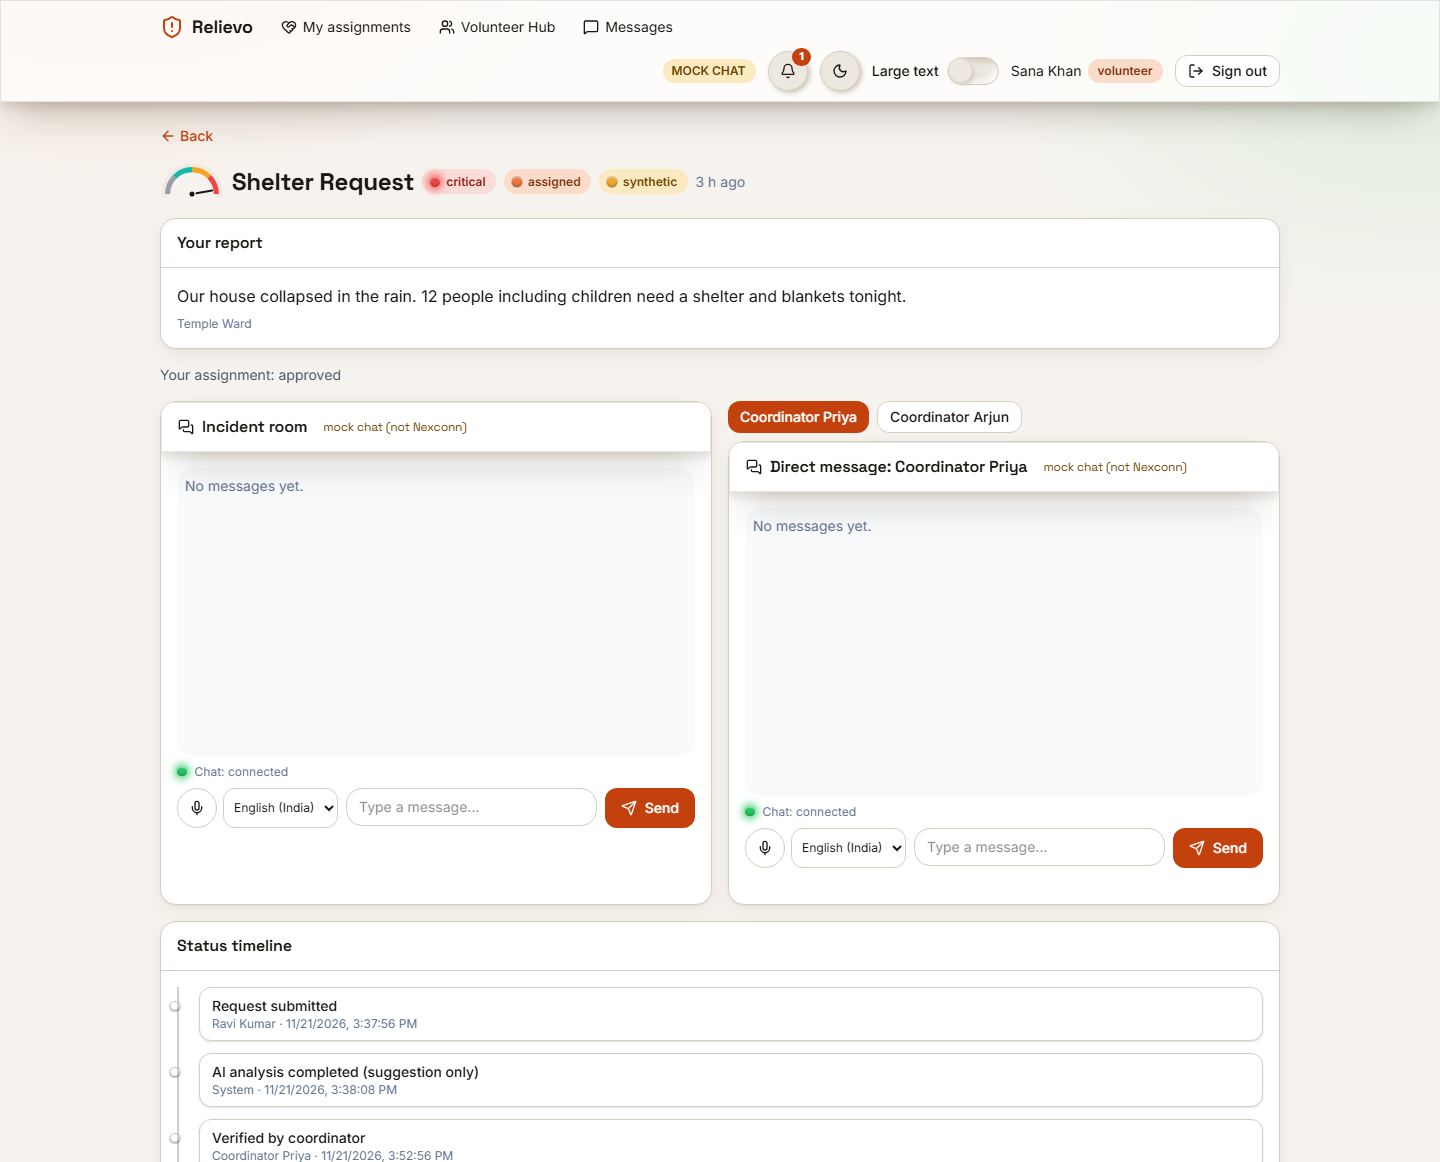 Relievo
My assignments
Volunteer Hub
Messages
MOCK CHAT
1
Large text
Sana Khan
volunteer
Sign out
Back
Shelter Request
critical
assigned
synthetic
3 h ago
Your report
Our house collapsed in the rain. 12 people including children need a shelter and blankets tonight.
Temple Ward
Your assignment: approved
Incident room
mock chat (not Nexconn)
No messages yet.
Chat: connected
English (India)
Type a message...
Send
Coordinator Priya
Coordinator Arjun
Direct message: Coordinator Priya
mock chat (not Nexconn)
No messages yet.
Chat: connected
English (India)
Type a message...
Send
Status timeline
Request submitted
Ravi Kumar · 11/21/2026, 3:37:56 PM
AI analysis completed (suggestion only)
System · 11/21/2026, 3:38:08 PM
Verified by coordinator
Coordinator Priya · 11/21/2026, 3:52:56 PM